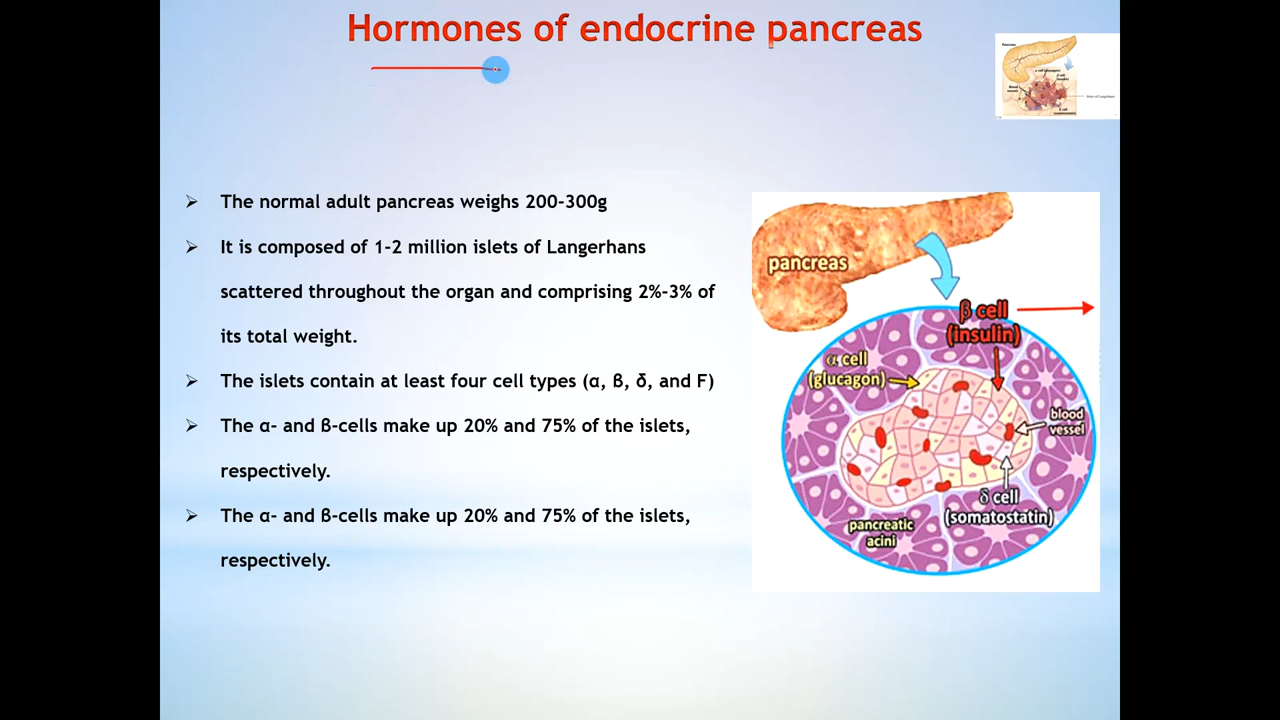 Hormones of endocrine pancreas
The normal adult pancreas weighs 200-300g
It is composed of 1-2 million islets of Langerhans
scattered throughout the organ and comprising 2%-3% of
its total weight.
The islets contain at least four cell types (α, β, δ, and F)
The α- and β-cells make up 20% and 75% of the islets,
respectively.
The α- and β-cells make up 20% and 75% of the islets,
respectively.
pancreas
β cell
(insulin)
α cell
(glucagon)
blood
vessel
δ cell
(somatostatin)
pancreatic
acini
Pancreas